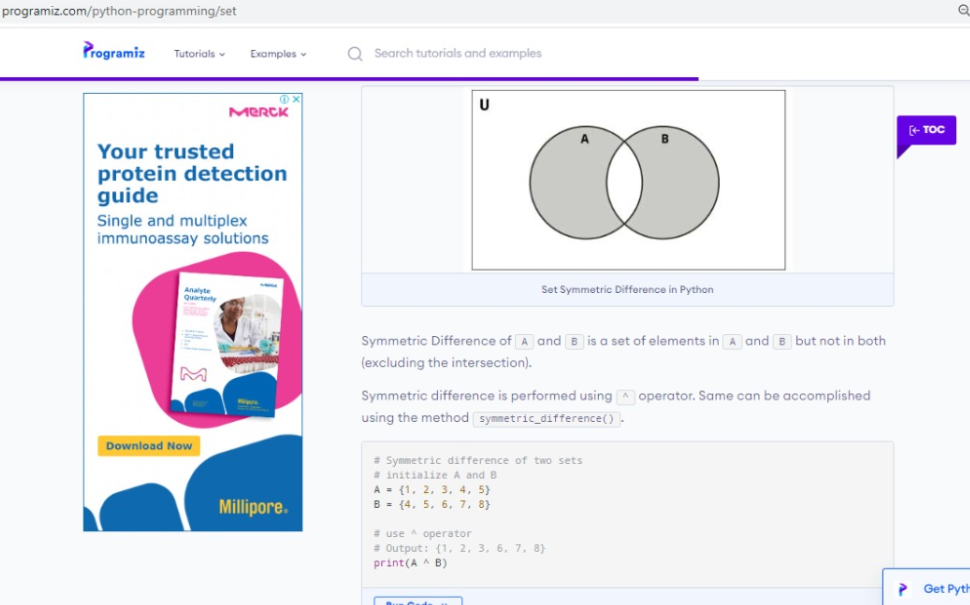 programiz.com/python-programming/set
Programiz
Tutorials
Examples
Search tutorials and examples
MERCK
Your trusted
protein detection
guide
Single and multiplex
immunoassay solutions
Analyte
Quarterly
Download Now
Millipore®
U
A
B
Set Symmetric Difference in Python
TOC
Symmetric Difference of A and B is a set of elements in A and B but not in both
(excluding the intersection).
Symmetric difference is performed using ^ operator. Same can be accomplished
using the method symmetric_difference().
# Symmetric difference of two sets
# initialize A and B
A = {1, 2, 3, 4, 5}
B = {4, 5, 6, 7, 8}
# use ^ operator
# Output: {1, 2, 3, 6, 7, 8}
print(A ^ B)
Run Code
Get Pyth